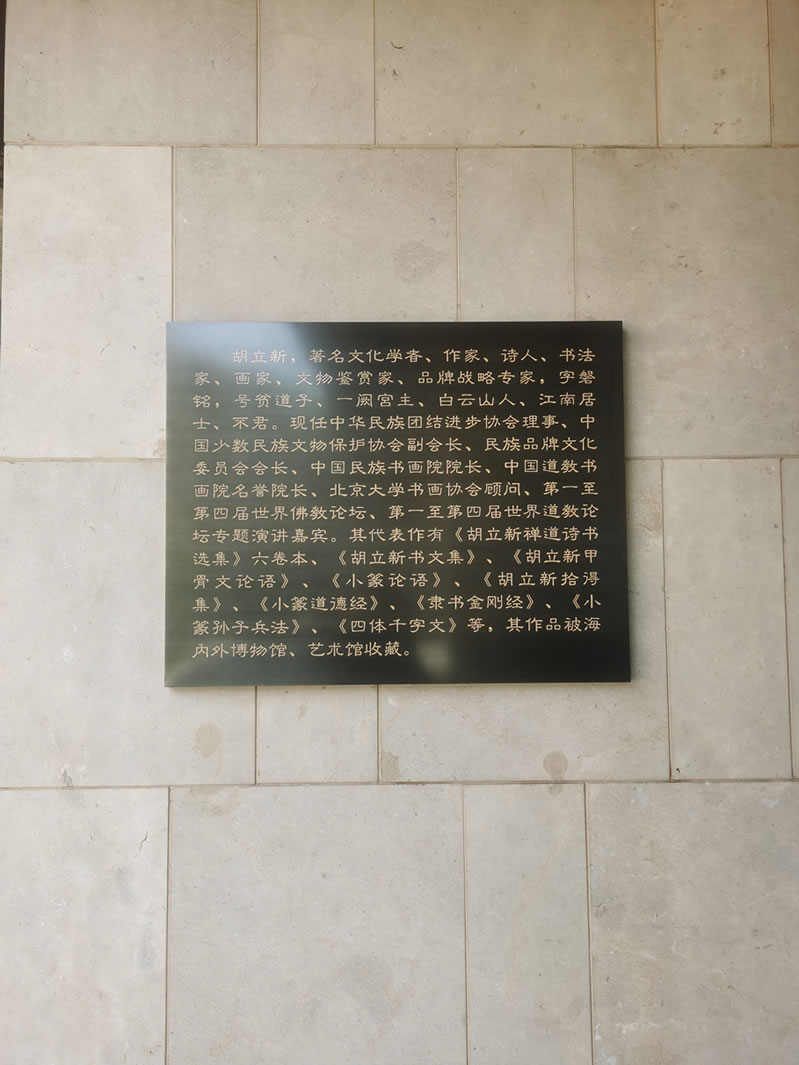 胡立新，著名文化学者、作家、诗人、书法
家、画家、文物鉴赏家、品牌战略专家，字磐
铭，号贫道子、一阙宫主、白云山人、江南居
士、不君。现任中华民族团结进步协会理事、中
国少数民族文物保护协会副会长、民族品牌文化
委员会会长、中国民族书画院院长、中国道教书
画院名誉院长、北京大学书画协会顾问、第一至
第四届世界佛教论坛、第一至第四届世界道教论
坛专题演讲嘉宾。其代表作有《胡立新禅道诗书
选集》六卷本、《胡立新书文集》、《胡立新甲
骨文论语》、《小篆论语》、《胡立新拾得
集》、《小篆道德经》、《隶书金刚经》、《小
篆孙子兵法》、《四体千字文》等，其作品被海
内外博物馆、艺术馆收藏。